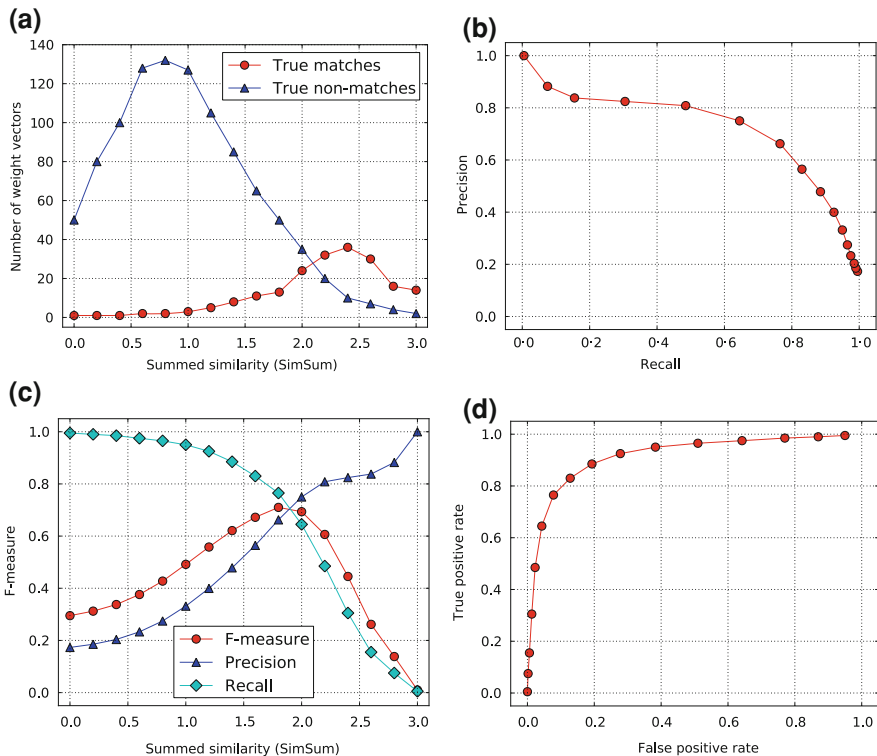 (a)
140
120
100
80
60
40
20
0
Number of weight vectors
True matches
True non-matches
0.0 0.5 1.0 1.5 2.0 2.5 3.0
Summed similarity (SimSum)
(b)
1.0
0.8
0.6
0.4
0.2
0.0
Precision
0·0 0·2 0·4 0·6 0·8 1·0
Recall
(c)
1.0
0.8
0.6
0.4
0.2
0.0
F-measure
F-measure
Precision
Recall
0.0 0.5 1.0 1.5 2.0 2.5 3.0
Summed similarity (SimSum)
(d)
1.0
0.8
0.6
0.4
0.2
0.0
True positive rate
0.0 0.2 0.4 0.6 0.8 1.0
False positive rate